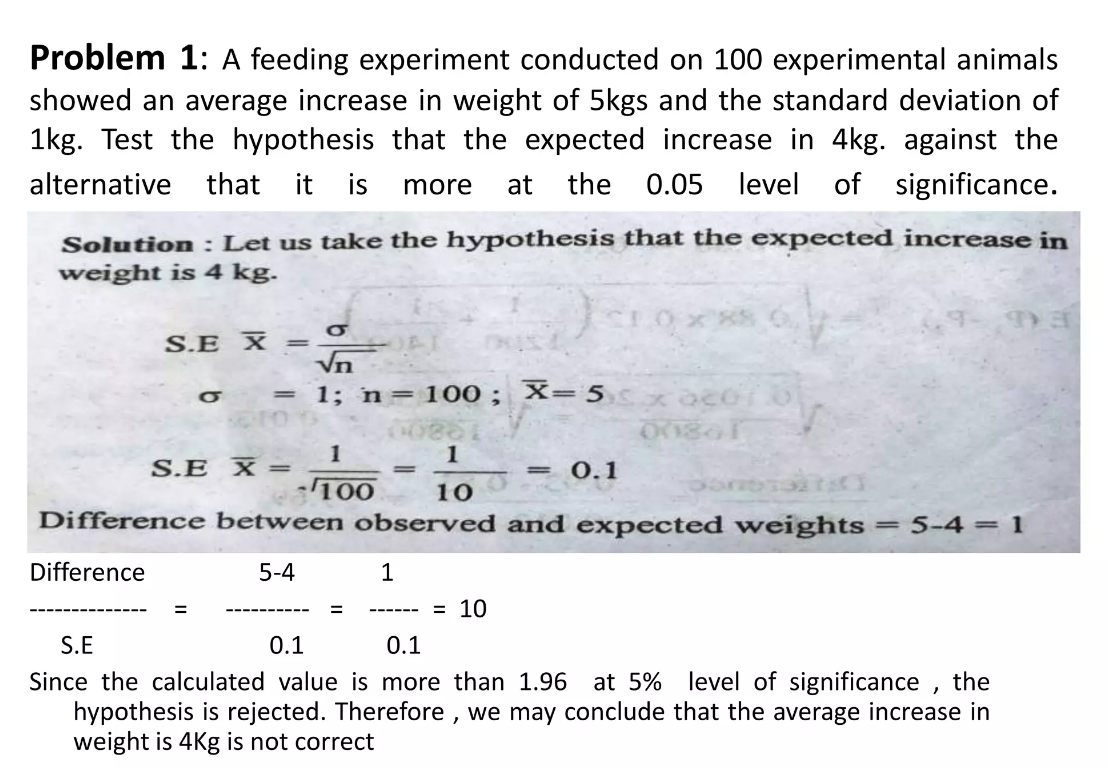 Problem 1: A feeding experiment conducted on 100 experimental animals
showed an average increase in weight of 5kgs and the standard deviation of
1kg. Test the hypothesis that the expected increase in 4kg. against the
alternative that it is more at the 0.05 level of significance.
Solution : Let us take the hypothesis that the expected increase in
weight is 4 kg.
S.E X̅ = σ/√n
σ = 1; n = 100 ; X̅= 5
S.E X̅ = 1/√100 = 1/10 = 0.1
Difference between observed and expected weights = 5-4 = 1
Difference 5-4 1
-------------- = ---------- = ------ = 10
S.E 0.1 0.1
Since the calculated value is more than 1.96 at 5% level of significance , the
hypothesis is rejected. Therefore , we may conclude that the average increase in
weight is 4Kg is not correct